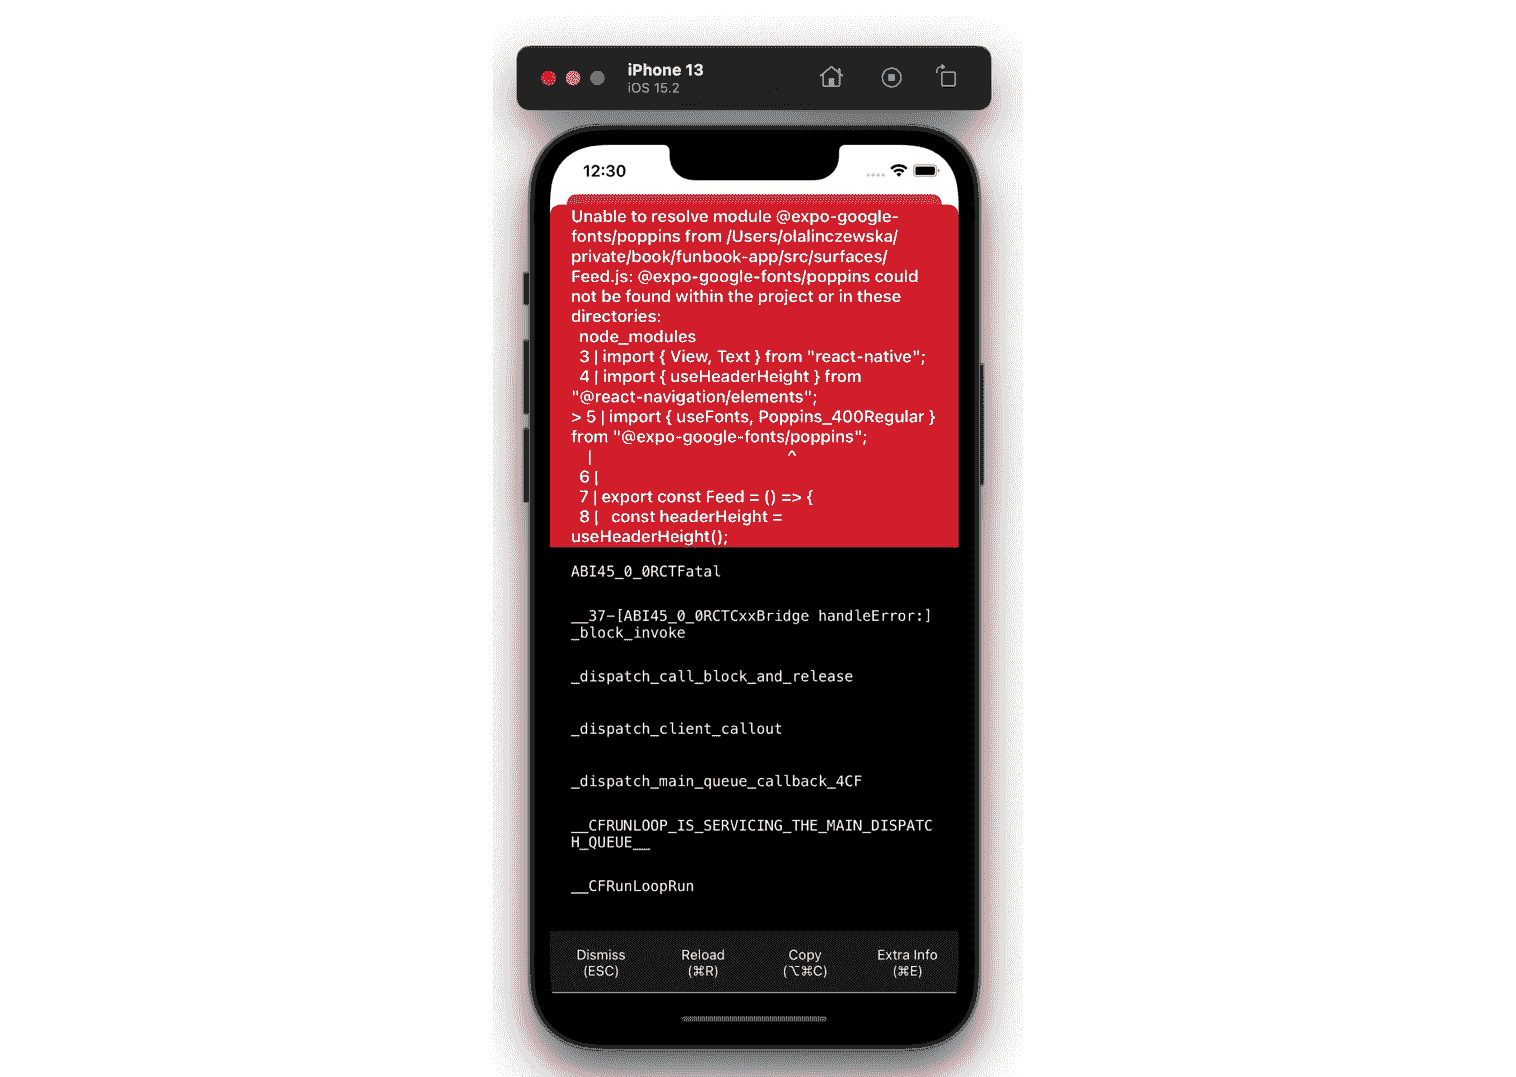 iPhone 13
iOS 15.2
12:30
Unable to resolve module @expo-google-
fonts/poppins from /Users/olalinczewska/
private/book/funbook-app/src/surfaces/
Feed.js: @expo-google-fonts/poppins could
not be found within the project or in these
directories:
node_modules
3 | import { View, Text } from "react-native";
4 | import { useHeaderHeight } from
"@react-navigation/elements";
> 5 | import { useFonts, Poppins_400Regular }
from "@expo-google-fonts/poppins";
| ^
6 |
7 | export const Feed = () => {
8 | const headerHeight =
useHeaderHeight();
ABI45_0_0RCTFatal
__37-[ABI45_0_0RCTCxxBridge handleError:]
_block_invoke
_dispatch_call_block_and_release
_dispatch_client_callout
_dispatch_main_queue_callback_4CF
__CFRUNLOOP_IS_SERVICING_THE_MAIN_DISPATC
H_QUEUE__
__CFRunLoopRun
Dismiss
(ESC)
Reload
(⌘R)
Copy
(⌥⌘C)
Extra Info
(⌘E)